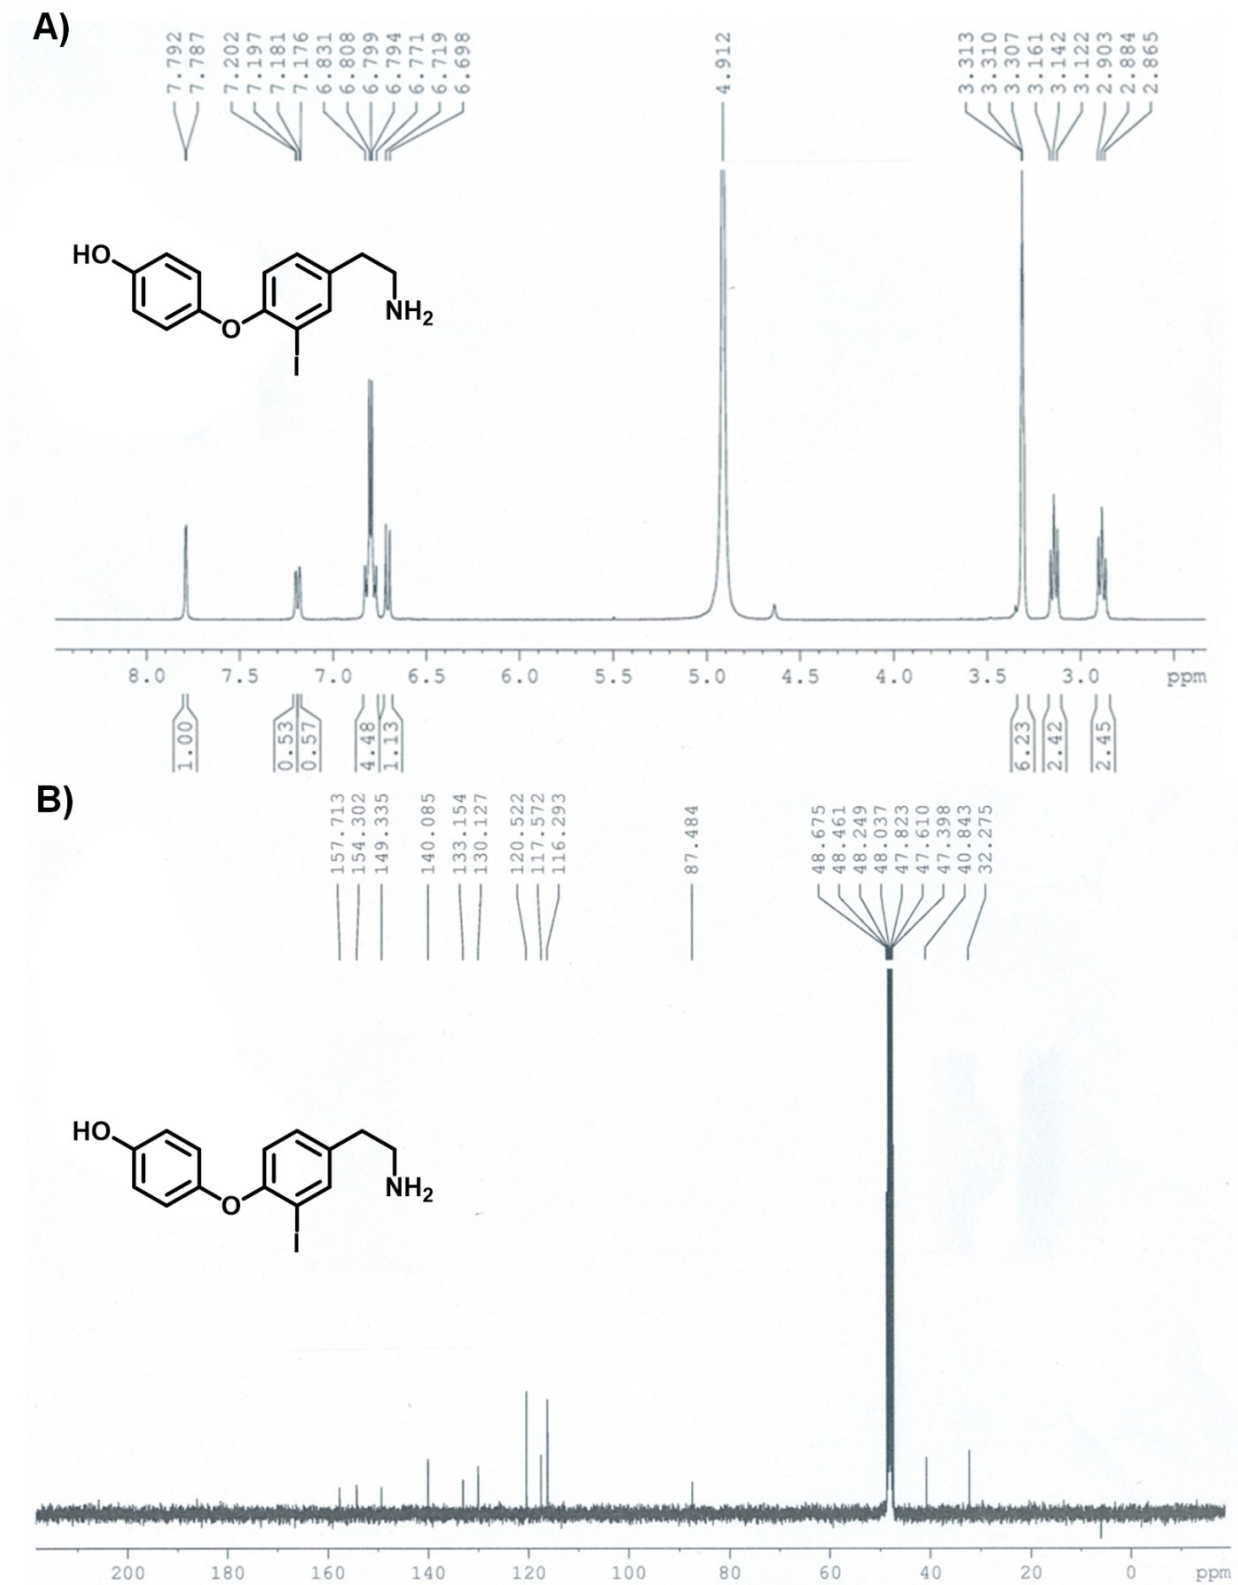 A)
7.792 7.787 7.202 7.197 7.181 7.176 6.831 6.808 6.799 6.794 6.771 6.719 6.698 4.912 3.313 3.310 3.307 3.161 3.142 3.122 2.903 2.884 2.865
HO
O
I
NH2
8.0 7.5 7.0 6.5 6.0 5.5 5.0 4.5 4.0 3.5 3.0 ppm
1.00 0.53 0.57 4.48 1.13 6.23 2.42 2.45
B)
157.713 154.302 149.335 140.085 133.154 130.127 120.522 117.572 116.293 87.484 48.675 48.461 48.249 48.037 47.823 47.610 47.398 40.843 32.275
HO
O
I
NH2
200 180 160 140 120 100 80 60 40 20 0 ppm